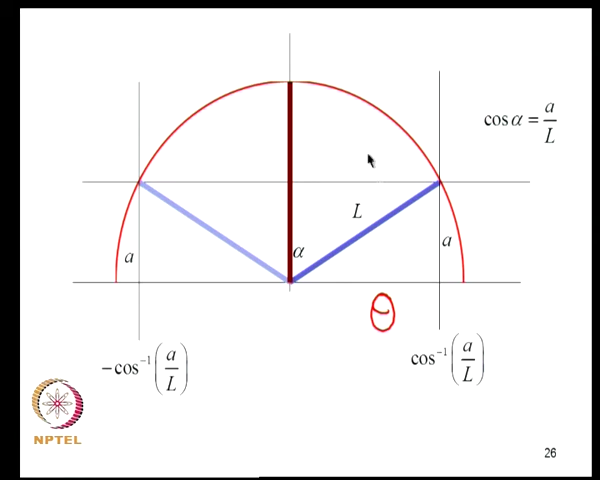 cos α = a/L
L
α
a
a
Θ
−cos⁻¹(a/L)
cos⁻¹(a/L)
NPTEL
26